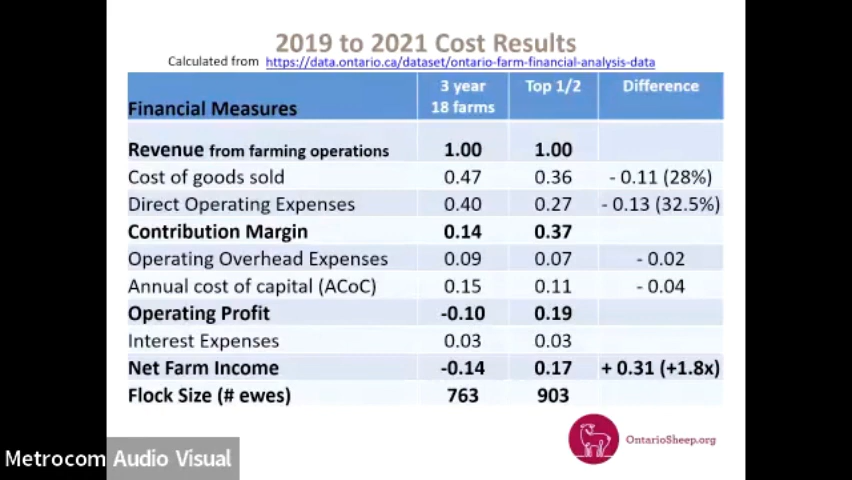 2019 to 2021 Cost Results
Calculated from https://data.ontario.ca/dataset/ontario-farm-financial-analysis-data
Financial Measures 3 year 18 farms Top 1/2 Difference
Revenue from farming operations 1.00 1.00
Cost of goods sold 0.47 0.36 - 0.11 (28%)
Direct Operating Expenses 0.40 0.27 - 0.13 (32.5%)
Contribution Margin 0.14 0.37
Operating Overhead Expenses 0.09 0.07 - 0.02
Annual cost of capital (ACoC) 0.15 0.11 - 0.04
Operating Profit -0.10 0.19
Interest Expenses 0.03 0.03
Net Farm Income -0.14 0.17 + 0.31 (+1.8x)
Flock Size (# ewes) 763 903
OntarioSheep.org
Metrocom Audio Visual